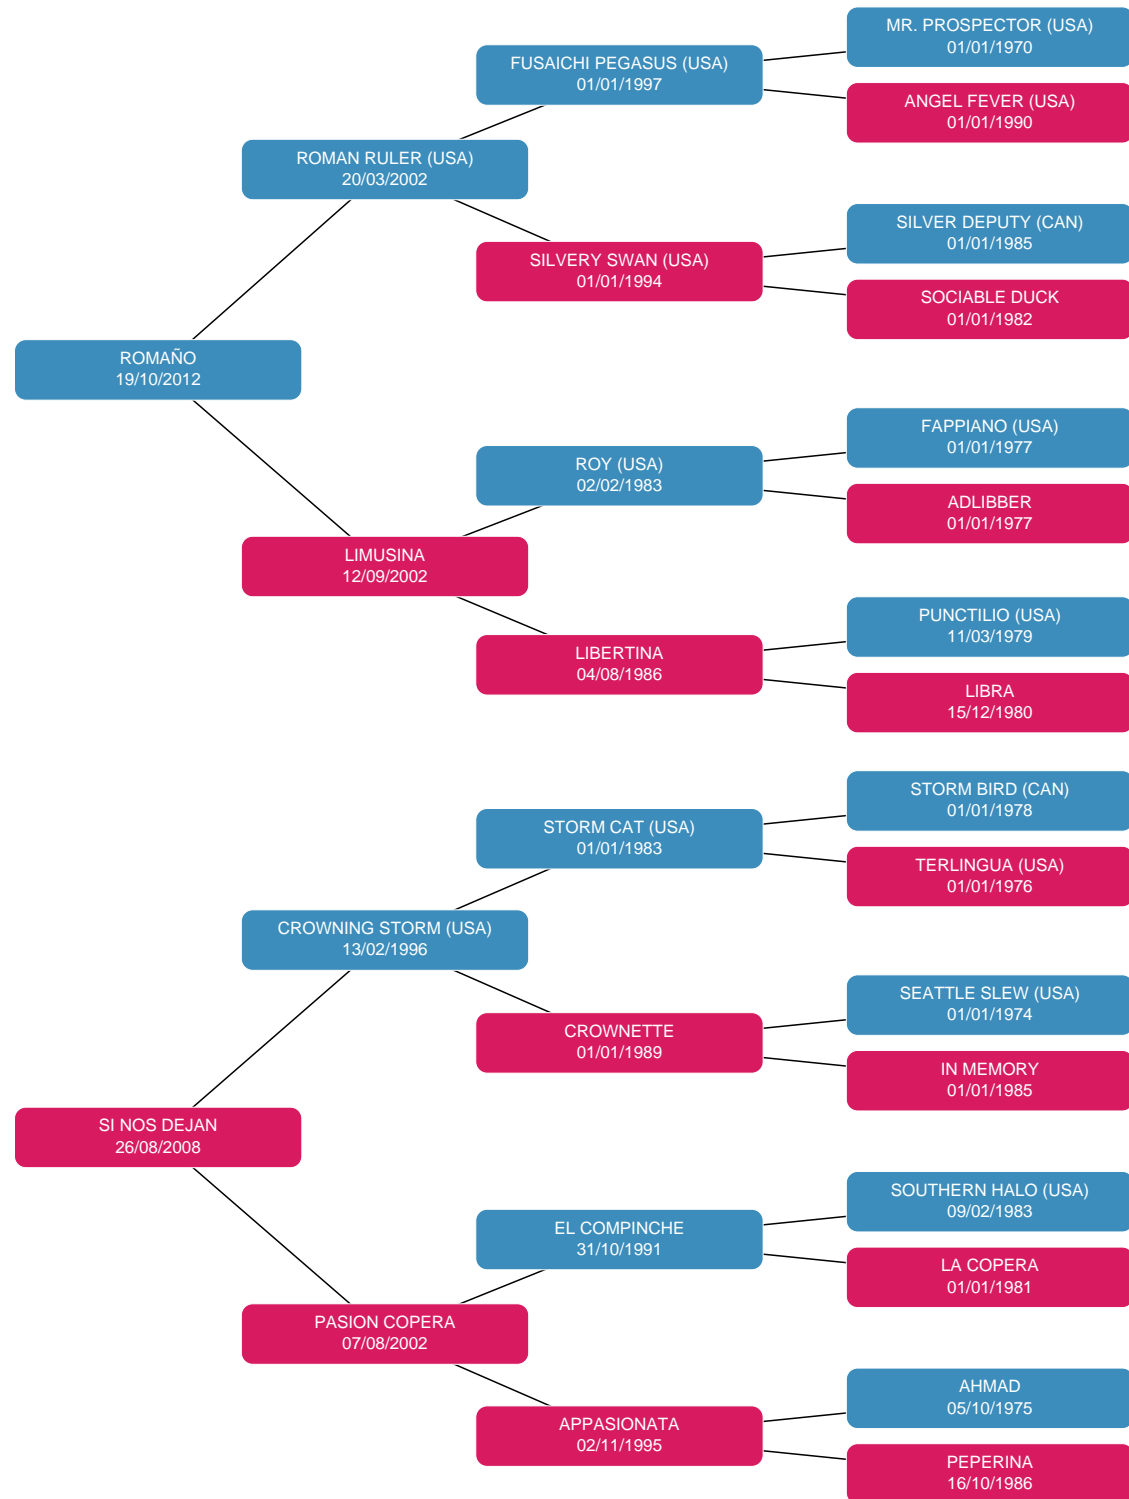 MR. PROSPECTOR (USA)
01/01/1970
FUSAICHI PEGASUS (USA)
01/01/1997
ANGEL FEVER (USA)
01/01/1990
ROMAN RULER (USA)
20/03/2002
SILVER DEPUTY (CAN)
01/01/1985
SILVERY SWAN (USA)
01/01/1994
SOCIABLE DUCK
01/01/1982
ROMAÑO
19/10/2012
FAPPIANO (USA)
01/01/1977
ROY (USA)
02/02/1983
ADLIBBER
01/01/1977
LIMUSINA
12/09/2002
PUNCTILIO (USA)
11/03/1979
LIBERTINA
04/08/1986
LIBRA
15/12/1980
STORM BIRD (CAN)
01/01/1978
STORM CAT (USA)
01/01/1983
TERLINGUA (USA)
01/01/1976
CROWNING STORM (USA)
13/02/1996
SEATTLE SLEW (USA)
01/01/1974
CROWNETTE
01/01/1989
IN MEMORY
01/01/1985
SI NOS DEJAN
26/08/2008
SOUTHERN HALO (USA)
09/02/1983
EL COMPINCHE
31/10/1991
LA COPERA
01/01/1981
PASION COPERA
07/08/2002
AHMAD
05/10/1975
APPASIONATA
02/11/1995
PEPERINA
16/10/1986